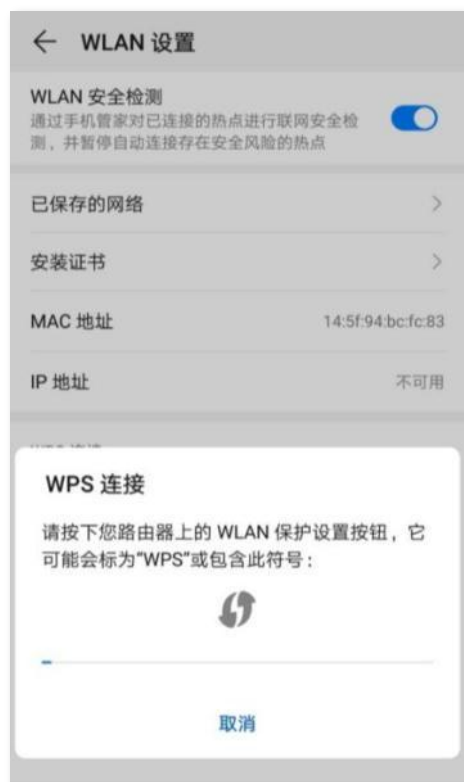 WLAN 设置
WLAN 安全检测
通过手机管家对已连接的热点进行联网安全检
测，并暂停自动连接存在安全风险的热点
已保存的网络
安装证书
MAC 地址 14:5f:94:bc:fc:83
IP 地址 不可用
WPS 连接
请按下您路由器上的 WLAN 保护设置按钮，它
可能会标为"WPS"或包含此符号：
取消